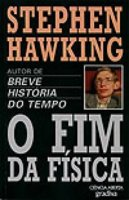 STEPHEN
HAWKING
AUTOR DE
BREVE
HISTÓRIA
DO TEMPO
O FIM
DA FÍSICA
CIÊNCIA ABERTA
gradiva